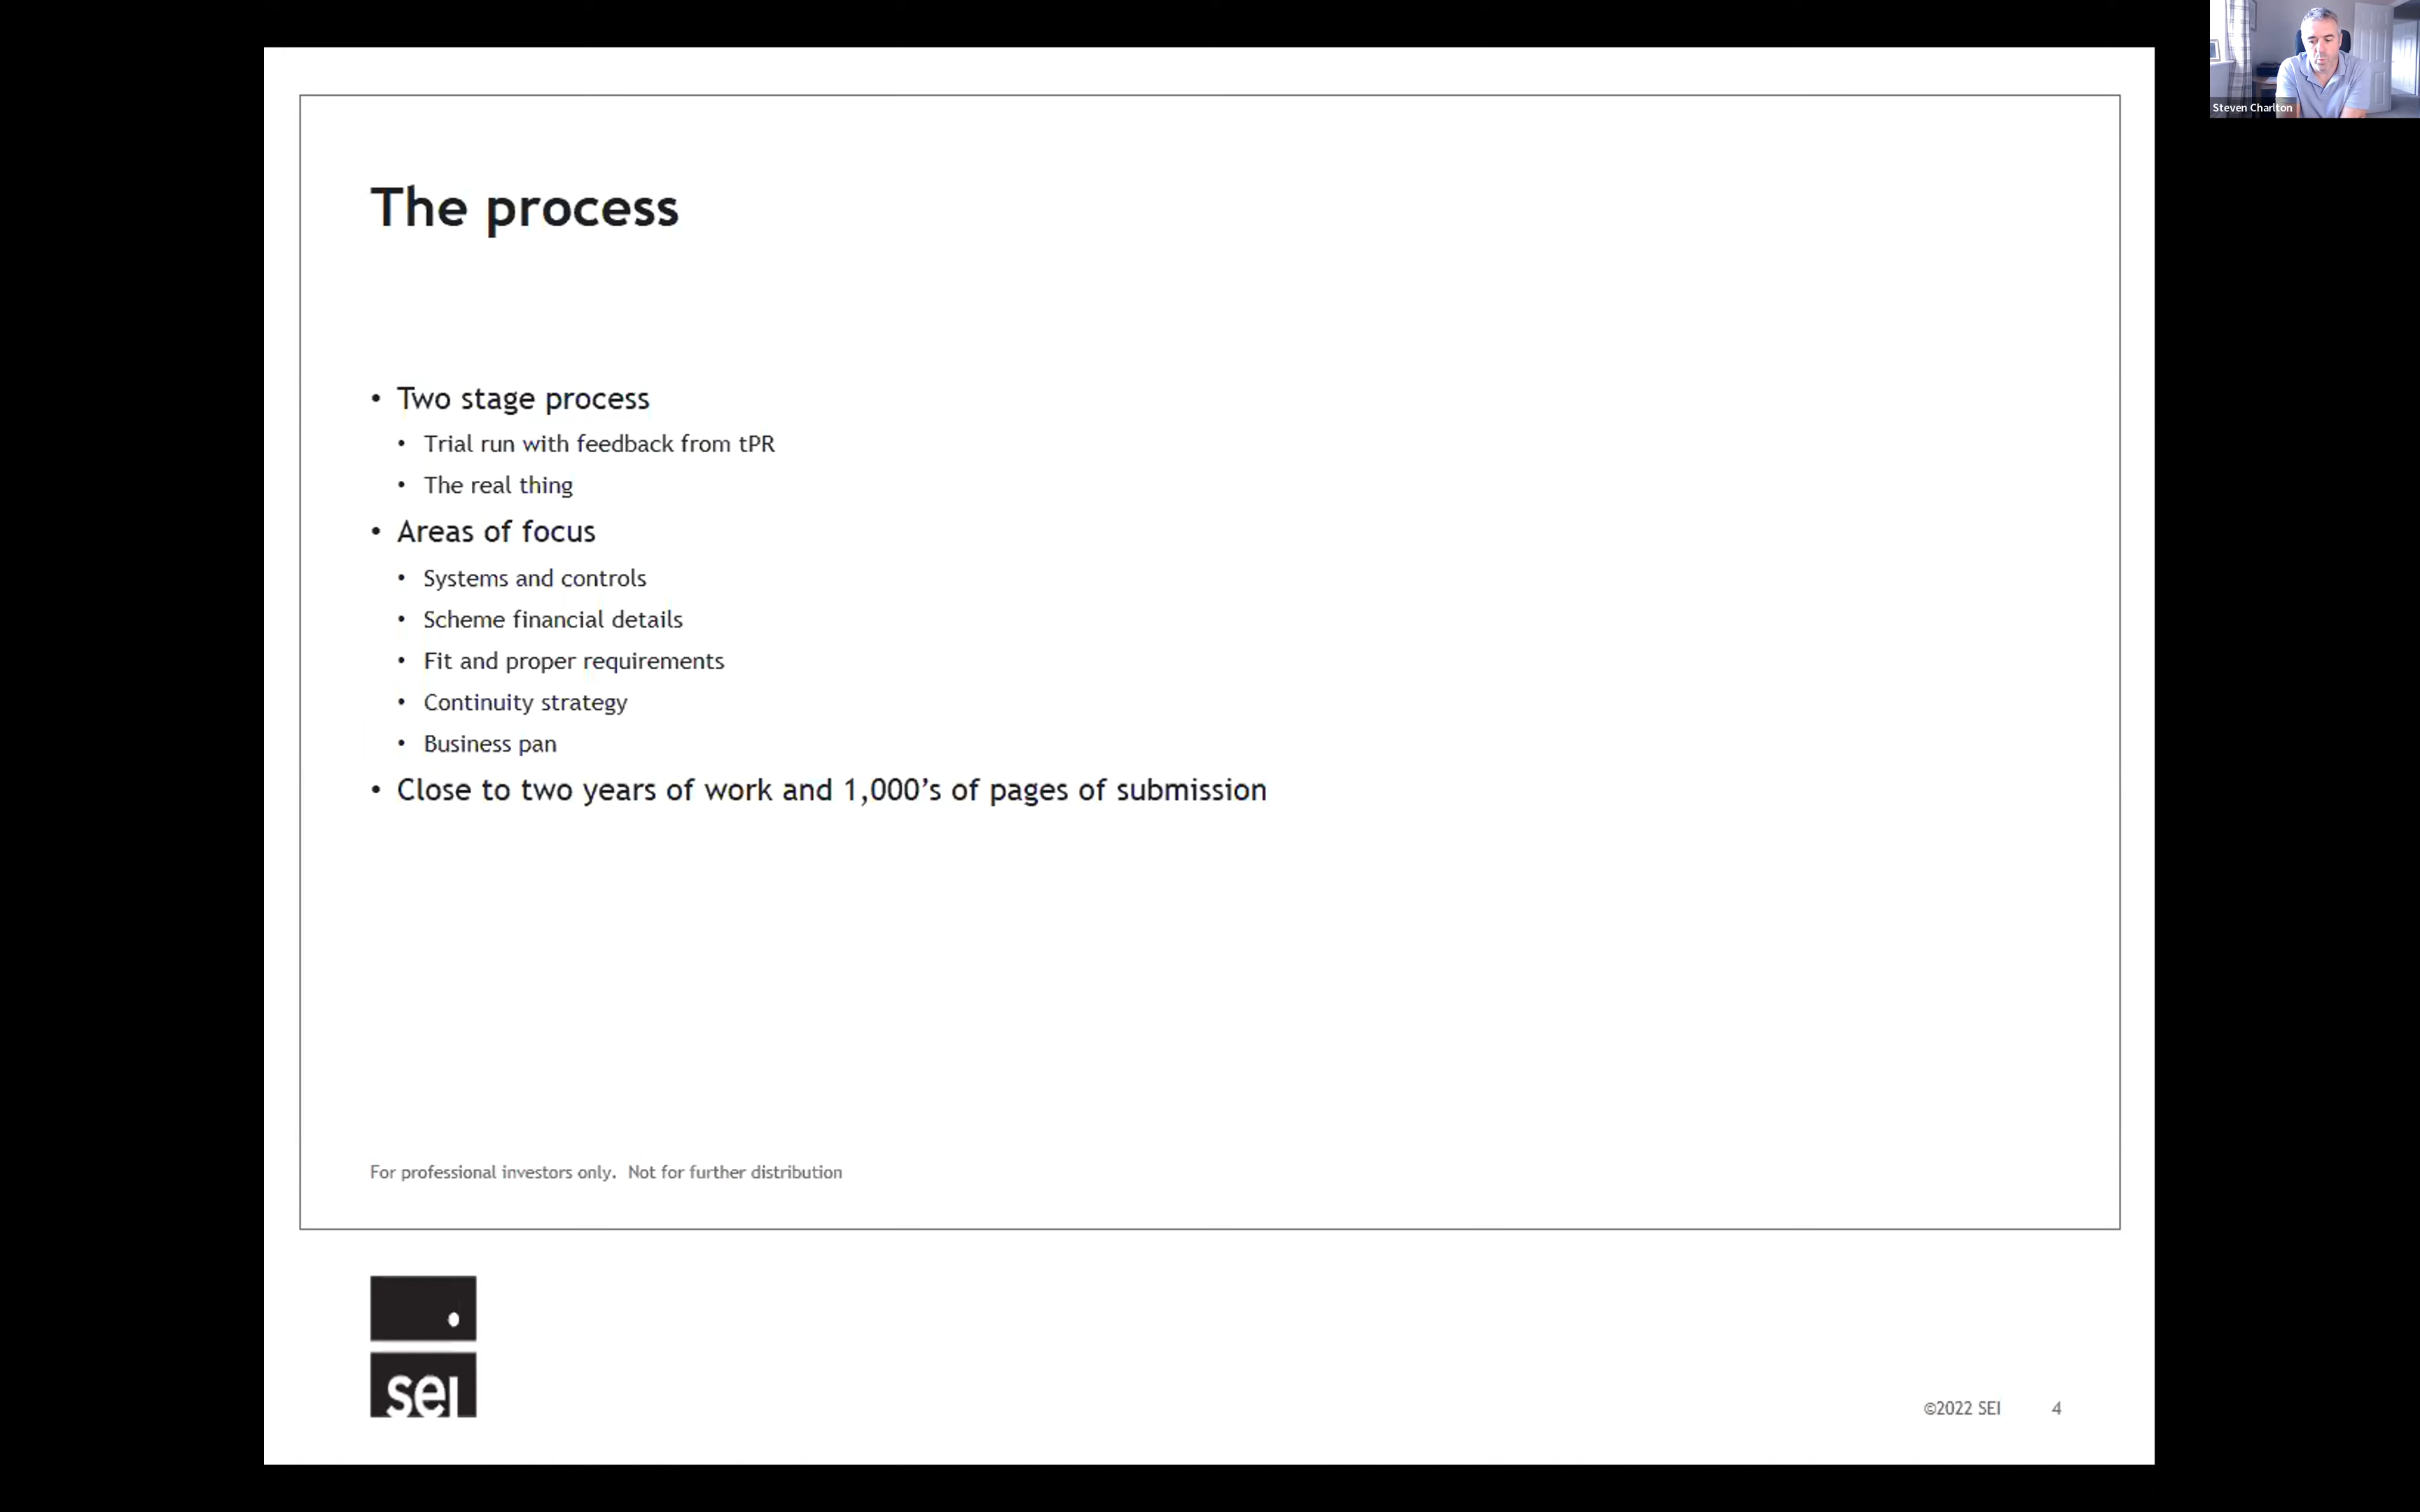 Steven Charlton
The process
• Two stage process
• Trial run with feedback from tPR
• The real thing
• Areas of focus
• Systems and controls
• Scheme financial details
• Fit and proper requirements
• Continuity strategy
• Business pan
• Close to two years of work and 1,000’s of pages of submission
For professional investors only.  Not for further distribution
sei
©2022 SEI 4